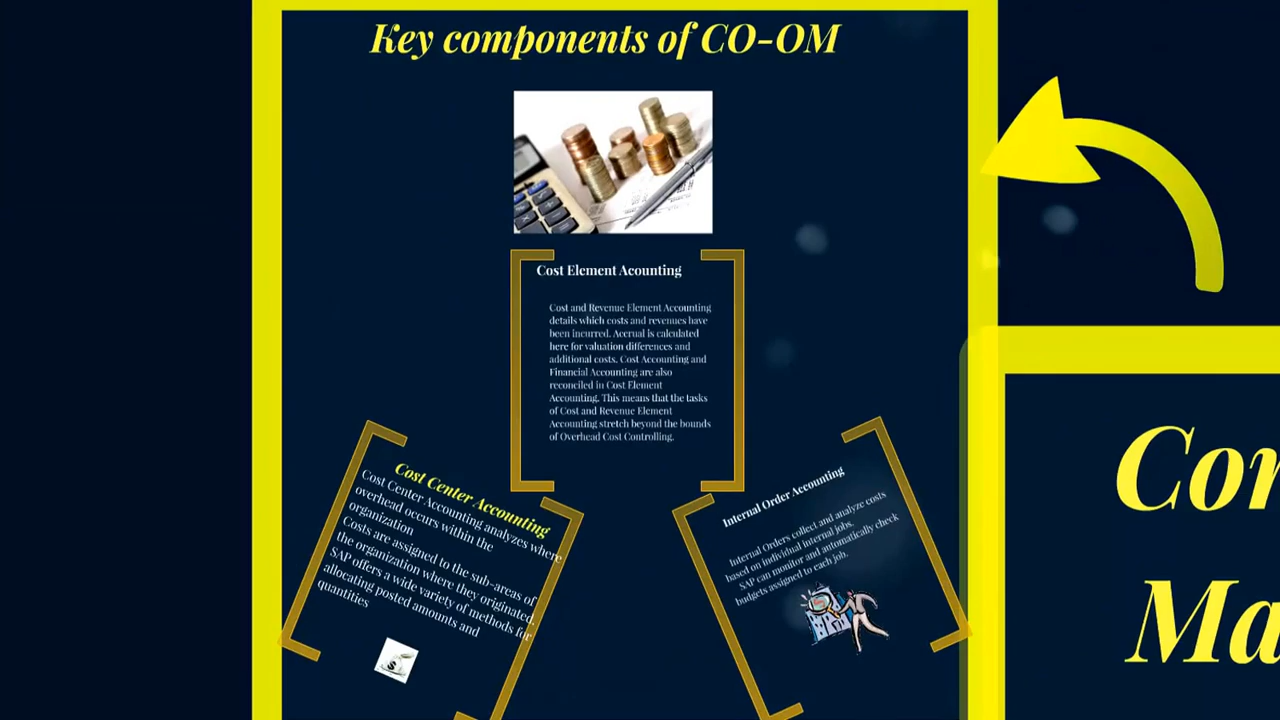 Key components of CO-OM
Cost Element Acounting
Cost and Revenue Element Accounting
details which costs and revenues have
been incurred. Accrual is calculated
here for valuation differences and
additional costs. Cost Accounting and
Financial Accounting are also
reconciled in Cost Element
Accounting. This means that the tasks
of Cost and Revenue Element
Accounting stretch beyond the bounds
of Overhead Cost Controlling.
Cost Center Accounting
Cost Center Accounting analyzes where
overhead occurs within the
organization
Costs are assigned to the sub-areas of
the organization where they originated.
SAP offers a wide variety of methods for
allocating posted amounts and
quantities
Internal Order Accounting
Internal Orders collect and analyze costs
based on individual internal jobs.
SAP can monitor and automatically check
budgets assigned to each job.
Con
Ma